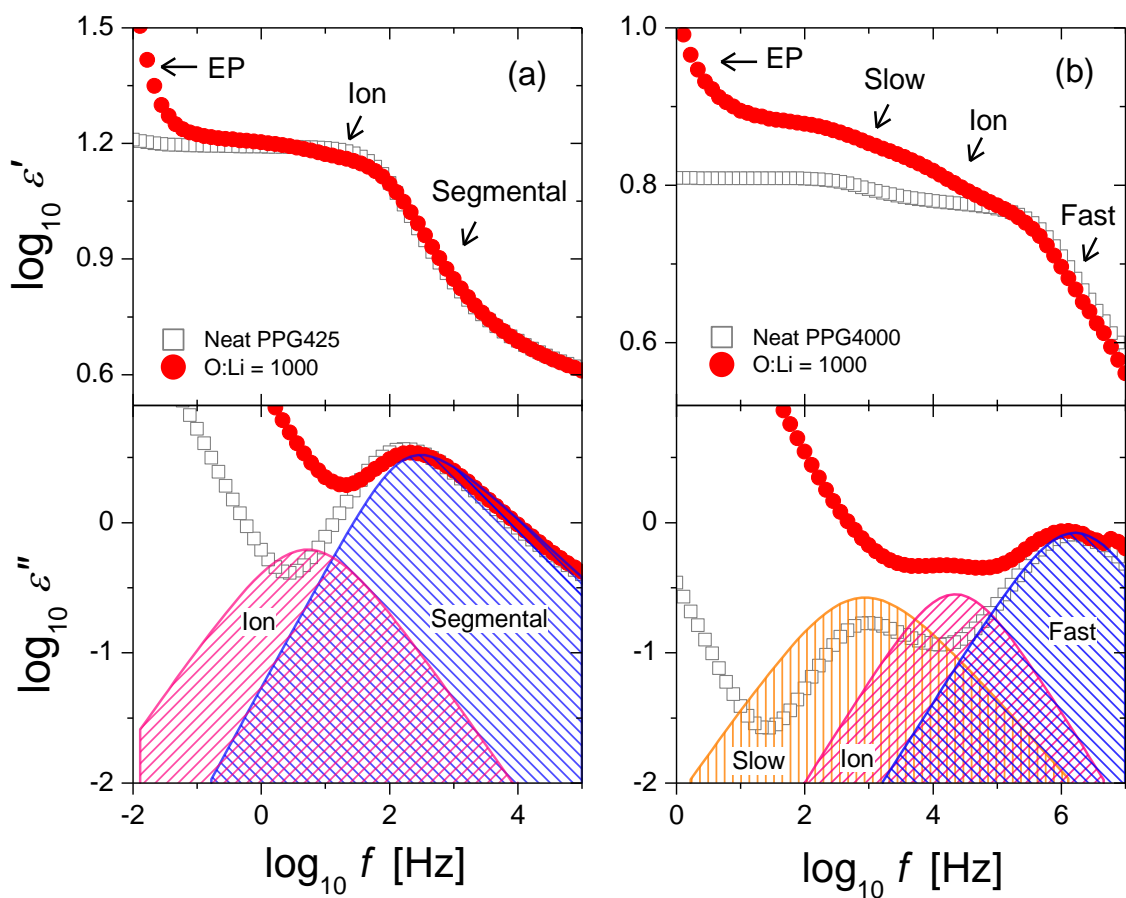 1.5
1.2
0.9
0.6
log10 ε'
EP
Ion
(a)
Segmental
Neat PPG425
O:Li = 1000
1.0
0.8
0.6
EP
Slow
(b)
Ion
Fast
Neat PPG4000
O:Li = 1000
0
-1
-2
log10 ε''
Ion
Segmental
-2
0
2
4
log10 f [Hz]
0
-1
-2
Slow
Ion
Fast
0
2
4
6
log10 f [Hz]